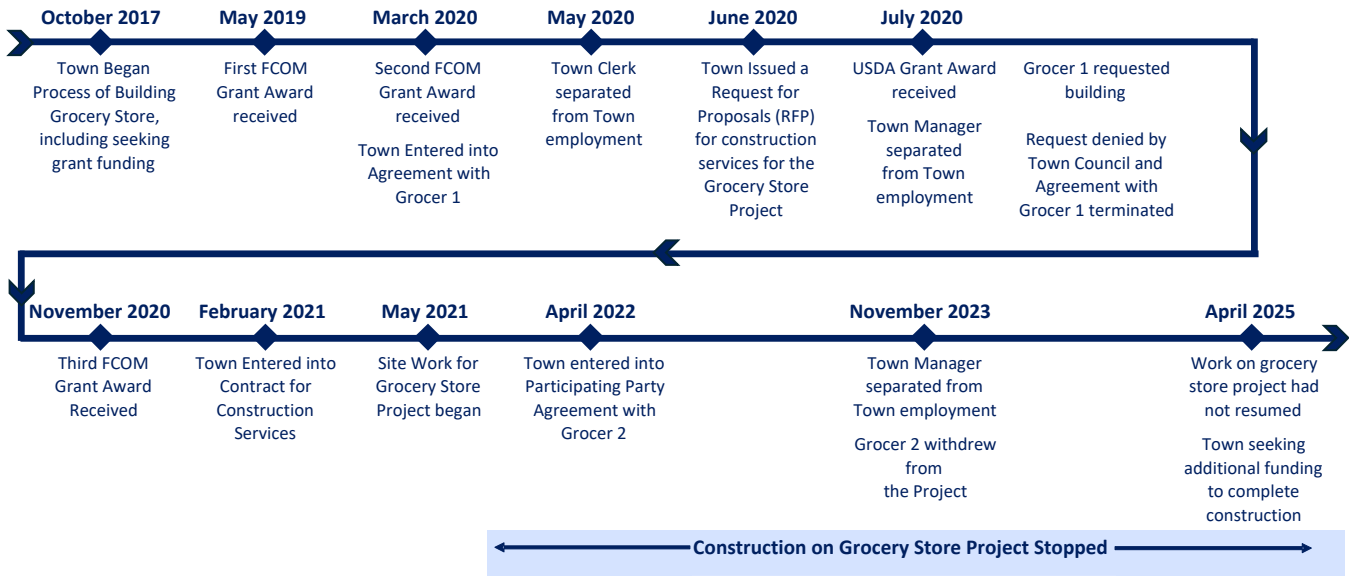 October 2017
Town Began
Process of Building
Grocery Store,
including seeking
grant funding
May 2019
First FCOM
Grant Award
received
March 2020
Second FCOM
Grant Award
received
Town Entered into
Agreement with
Grocer 1
May 2020
Town Clerk
separated
from Town
employment
June 2020
Town Issued a
Request for
Proposals (RFP)
for construction
services for the
Grocery Store
Project
July 2020
USDA Grant Award
received
Town Manager
separated
from Town
employment
Grocer 1 requested
building
Request denied by
Town Council and
Agreement with
Grocer 1 terminated
November 2020
Third FCOM
Grant Award
Received
February 2021
Town Entered into
Contract for
Construction
Services
May 2021
Site Work for
Grocery Store
Project began
April 2022
Town entered into
Participating Party
Agreement with
Grocer 2
November 2023
Town Manager
separated from
Town employment
Grocer 2 withdrew
from
the Project
April 2025
Work on grocery
store project had
not resumed
Town seeking
additional funding
to complete
construction
Construction on Grocery Store Project Stopped